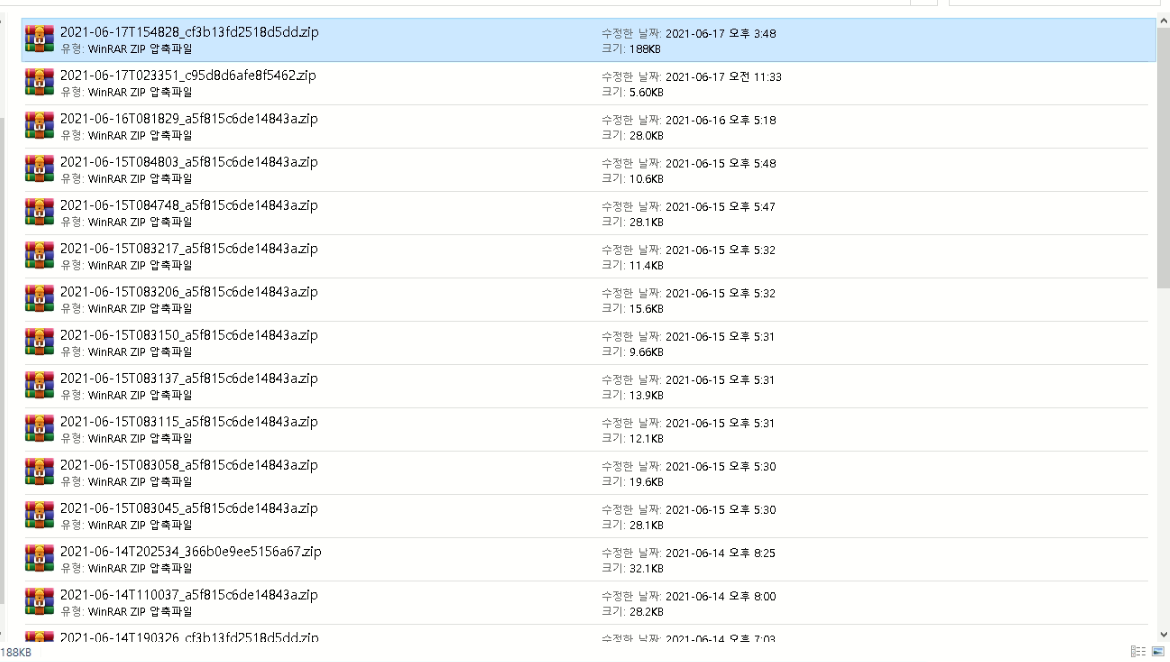 2021-06-17T154828_cf3b13fd2518d5dd.zip 수정한 날짜: 2021-06-17 오후 3:48
유형: WinRAR ZIP 압축파일 크기: 188KB
2021-06-17T023351_c95d8d6afe8f5462.zip 수정한 날짜: 2021-06-17 오전 11:33
유형: WinRAR ZIP 압축파일 크기: 5.60KB
2021-06-16T081829_a5f815c6de14843a.zip 수정한 날짜: 2021-06-16 오후 5:18
유형: WinRAR ZIP 압축파일 크기: 28.0KB
2021-06-15T084803_a5f815c6de14843a.zip 수정한 날짜: 2021-06-15 오후 5:48
유형: WinRAR ZIP 압축파일 크기: 10.6KB
2021-06-15T084748_a5f815c6de14843a.zip 수정한 날짜: 2021-06-15 오후 5:47
유형: WinRAR ZIP 압축파일 크기: 28.1KB
2021-06-15T083217_a5f815c6de14843a.zip 수정한 날짜: 2021-06-15 오후 5:32
유형: WinRAR ZIP 압축파일 크기: 11.4KB
2021-06-15T083206_a5f815c6de14843a.zip 수정한 날짜: 2021-06-15 오후 5:32
유형: WinRAR ZIP 압축파일 크기: 15.6KB
2021-06-15T083150_a5f815c6de14843a.zip 수정한 날짜: 2021-06-15 오후 5:31
유형: WinRAR ZIP 압축파일 크기: 9.66KB
2021-06-15T083137_a5f815c6de14843a.zip 수정한 날짜: 2021-06-15 오후 5:31
유형: WinRAR ZIP 압축파일 크기: 13.9KB
2021-06-15T083115_a5f815c6de14843a.zip 수정한 날짜: 2021-06-15 오후 5:31
유형: WinRAR ZIP 압축파일 크기: 12.1KB
2021-06-15T083058_a5f815c6de14843a.zip 수정한 날짜: 2021-06-15 오후 5:30
유형: WinRAR ZIP 압축파일 크기: 19.6KB
2021-06-15T083045_a5f815c6de14843a.zip 수정한 날짜: 2021-06-15 오후 5:30
유형: WinRAR ZIP 압축파일 크기: 28.1KB
2021-06-14T202534_366b0e9ee5156a67.zip 수정한 날짜: 2021-06-14 오후 8:25
유형: WinRAR ZIP 압축파일 크기: 32.1KB
2021-06-14T110037_a5f815c6de14843a.zip 수정한 날짜: 2021-06-14 오후 8:00
유형: WinRAR ZIP 압축파일 크기: 28.2KB
2021-06-14T190326_cf3b13fd2518d5dd.zip 수정한 날짜: 2021-06-14 오후 7:03
188KB